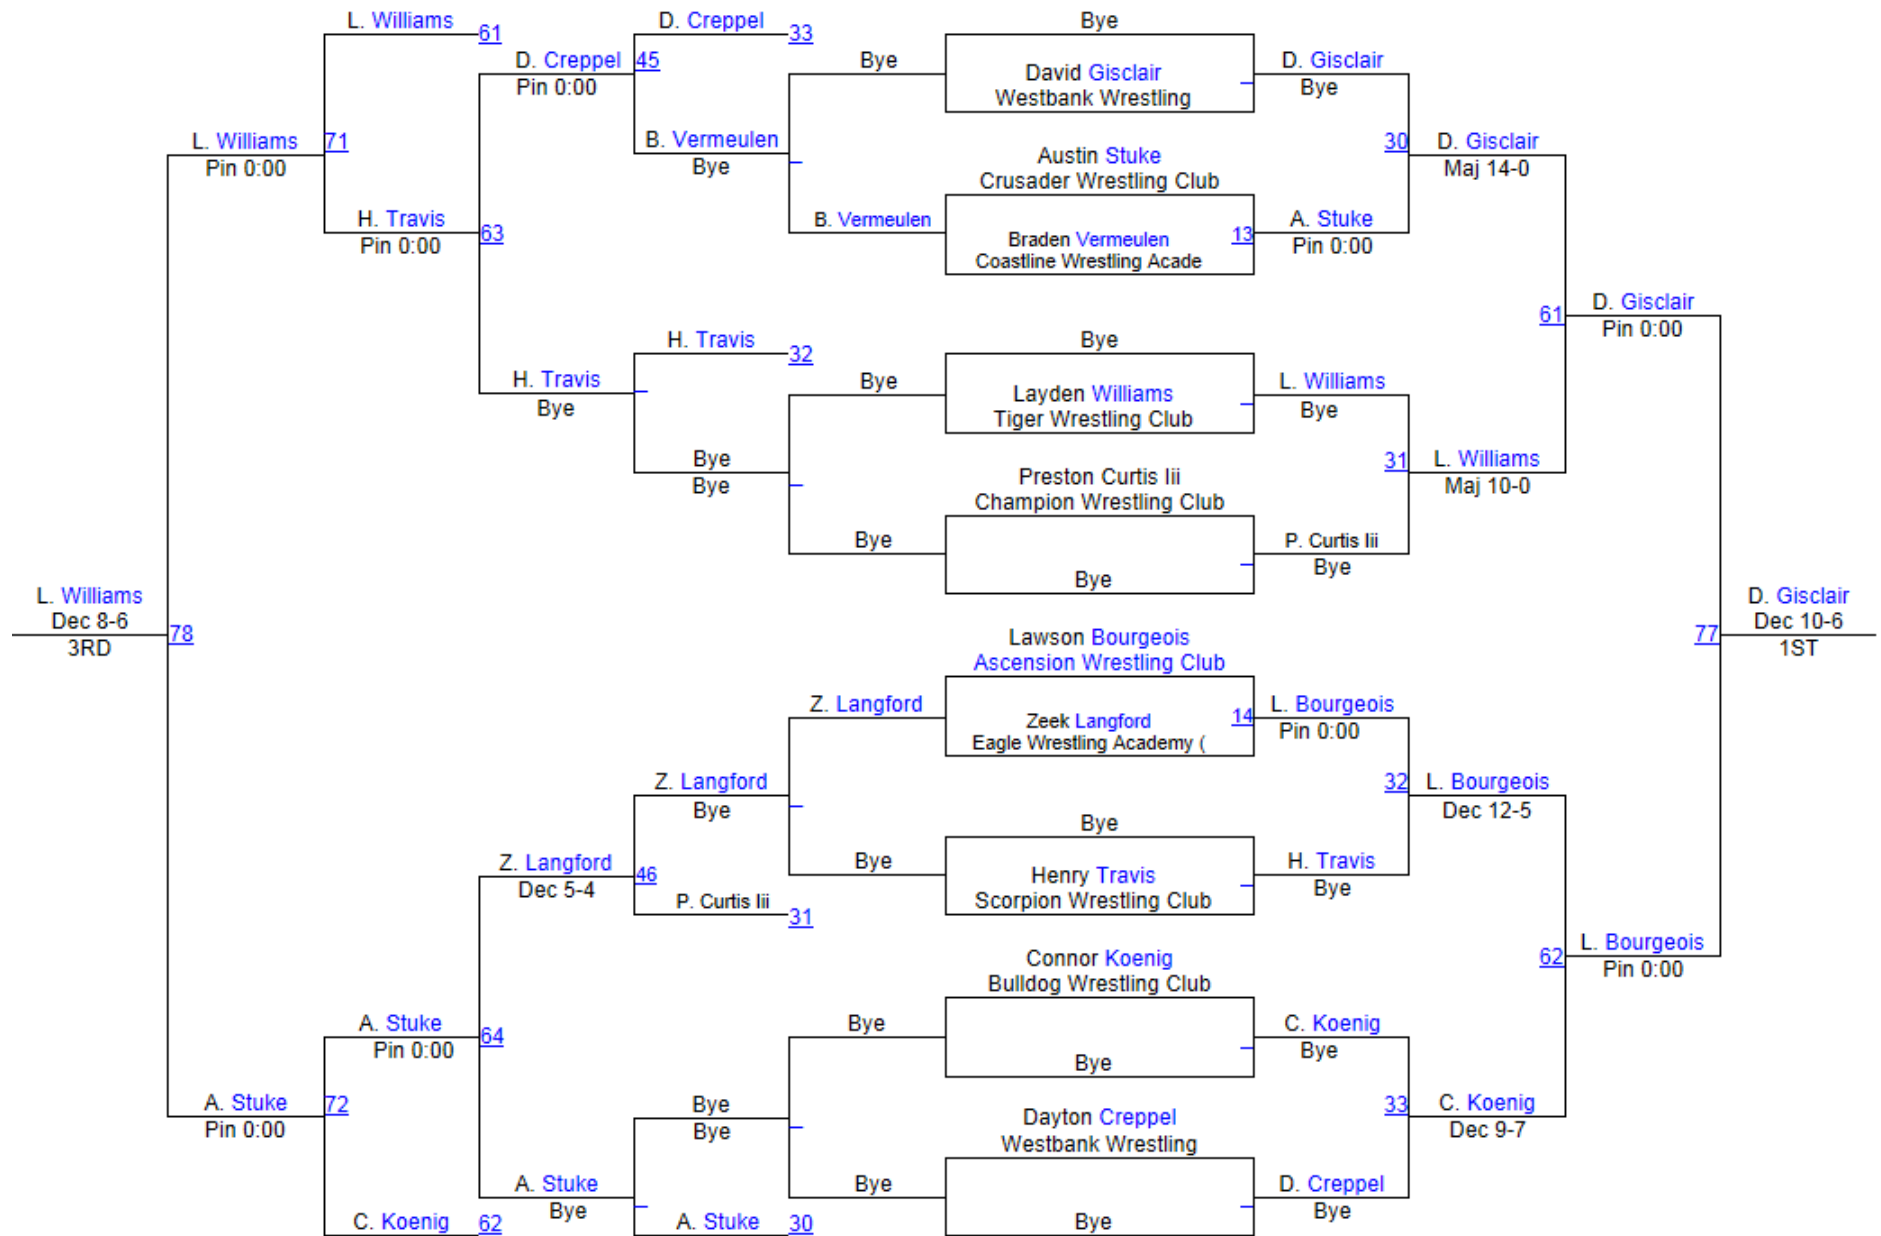 L. Williams
61
D. Creppel
33
Bye
D. Creppel
45
Pin 0:00
Bye
David Gisclair
Westbank Wrestling
D. Gisclair
Bye
L. Williams
71
Pin 0:00
B. Vermeulen
Bye
Austin Stuke
Crusader Wrestling Club
30
D. Gisclair
Maj 14-0
H. Travis
63
Pin 0:00
B. Vermeulen
Braden Vermeulen
13
Coastline Wrestling Acade
A. Stuke
Pin 0:00
61
D. Gisclair
Pin 0:00
H. Travis
32
Bye
H. Travis
Bye
Bye
Layden Williams
Tiger Wrestling Club
L. Williams
Bye
Bye
Bye
Preston Curtis Iii
Champion Wrestling Club
31
L. Williams
Maj 10-0
Bye
Bye
P. Curtis Iii
Bye
L. Williams
Dec 8-6
3RD
78
77
D. Gisclair
Dec 10-6
1ST
Lawson Bourgeois
Ascension Wrestling Club
Z. Langford
Zeek Langford
14
Eagle Wrestling Academy (
L. Bourgeois
Pin 0:00
Z. Langford
Bye
32
L. Bourgeois
Dec 12-5
Bye
Z. Langford
46
Dec 5-4
P. Curtis Iii
31
Bye
Henry Travis
Scorpion Wrestling Club
H. Travis
Bye
Connor Koenig
Bulldog Wrestling Club
62
L. Bourgeois
Pin 0:00
A. Stuke
64
Pin 0:00
Bye
Bye
C. Koenig
Bye
A. Stuke
72
Pin 0:00
Bye
Bye
Dayton Creppel
Westbank Wrestling
33
C. Koenig
Dec 9-7
A. Stuke
Bye
Bye
D. Creppel
Bye
C. Koenig
62
A. Stuke
30
Bye